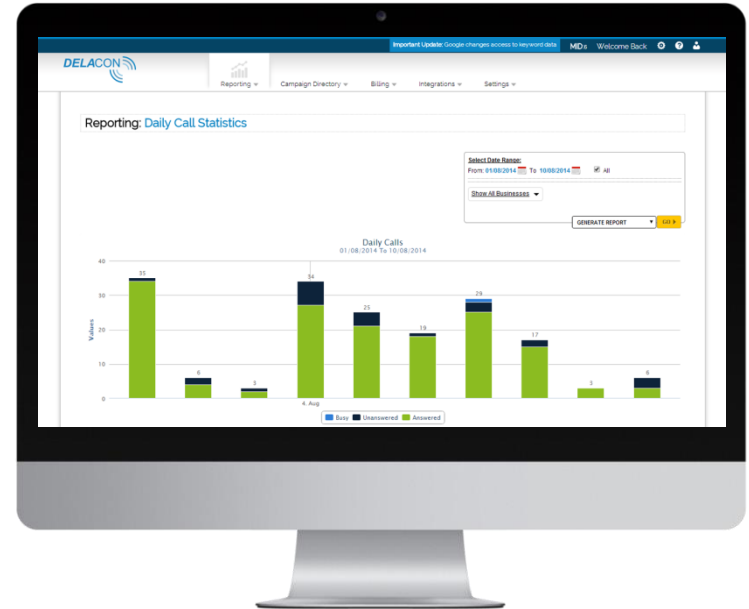 Important Update: Google changes access to keyword data MIDs Welcome Back
DELACON
Reporting Campaign Directory Billing Integrations Settings
Reporting: Daily Call Statistics
Select Date Range:
From: 01/08/2014 To 10/08/2014 All
Show All Businesses
GENERATE REPORT GO >
Daily Calls
01/08/2014 To 10/08/2014
Values
40
30
20
10
0
35
6
3
34
25
19
29
17
3
6
4. Aug
Busy Unanswered Answered